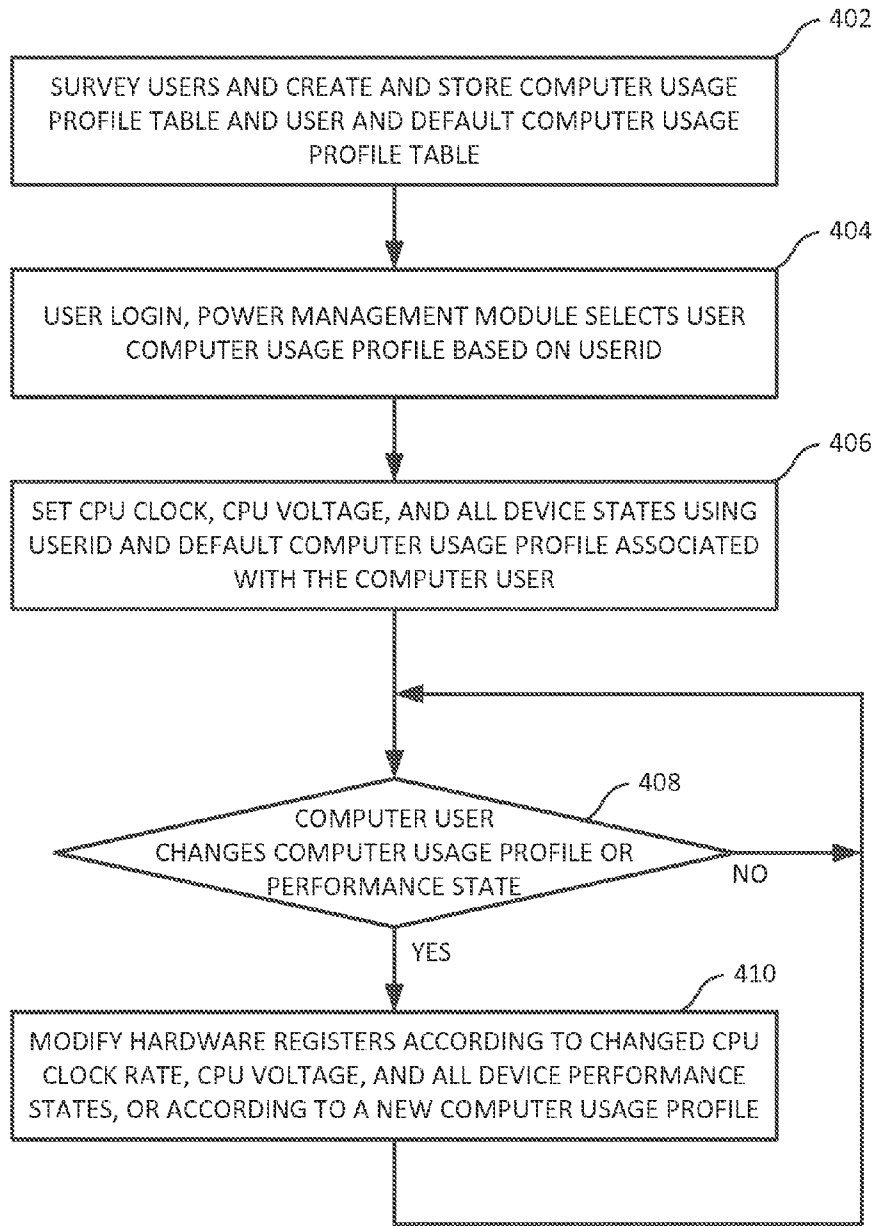 402
SURVEY USERS AND CREATE AND STORE COMPUTER USAGE
PROFILE TABLE AND USER AND DEFAULT COMPUTER USAGE
PROFILE TABLE
404
USER LOGIN, POWER MANAGEMENT MODULE SELECTS USER
COMPUTER USAGE PROFILE BASED ON USERID
406
SET CPU CLOCK, CPU VOLTAGE, AND ALL DEVICE STATES USING
USERID AND DEFAULT COMPUTER USAGE PROFILE ASSOCIATED
WITH THE COMPUTER USER
408
COMPUTER USER
CHANGES COMPUTER USAGE PROFILE OR
PERFORMANCE STATE
NO
YES
410
MODIFY HARDWARE REGISTERS ACCORDING TO CHANGED CPU
CLOCK RATE, CPU VOLTAGE, AND ALL DEVICE PERFORMANCE
STATES, OR ACCORDING TO A NEW COMPUTER USAGE PROFILE